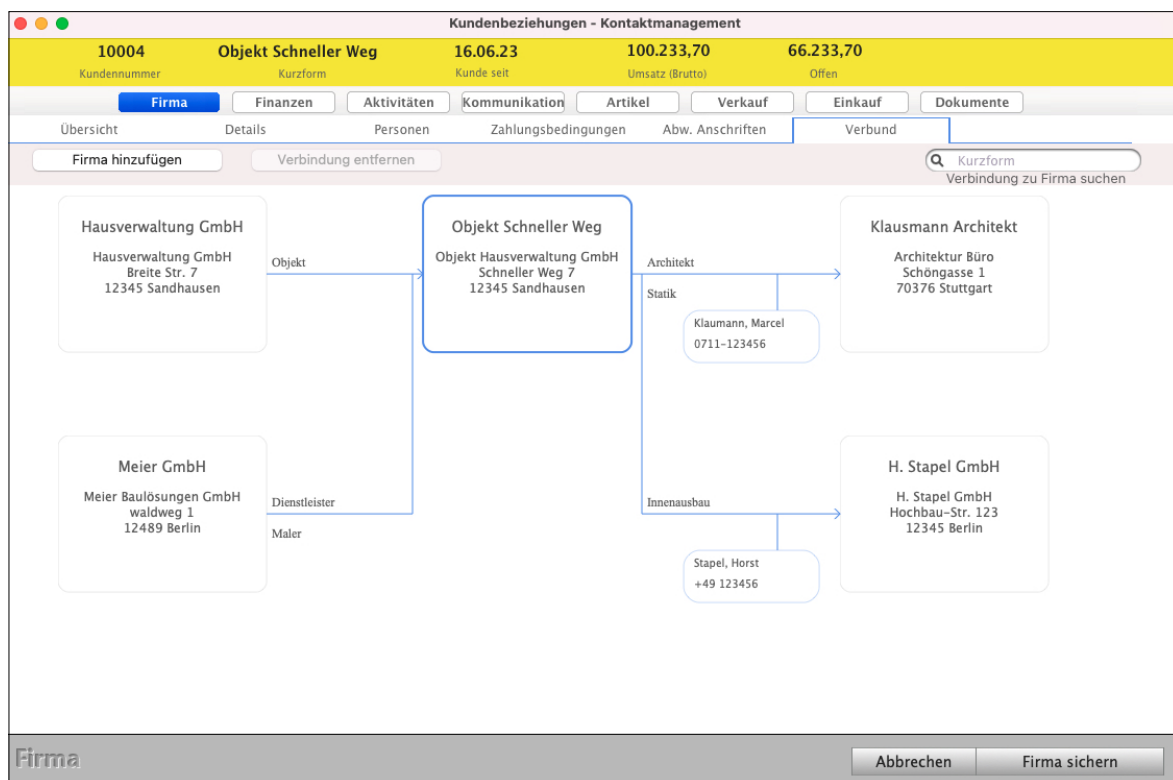 Kundenbeziehungen - Kontaktmanagement
10004 Objekt Schneller Weg 16.06.23 100.233,70 66.233,70
Kundennummer Kurzform Kunde seit Umsatz (Brutto) Offen
Firma Finanzen Aktivitäten Kommunikation Artikel Verkauf Einkauf Dokumente
Übersicht Details Personen Zahlungsbedingungen Abw. Anschriften Verbund
Firma hinzufügen Verbindung entfernen Kurzform
Verbindung zu Firma suchen
Hausverwaltung GmbH
Hausverwaltung GmbH
Breite Str. 7
12345 Sandhausen
Objekt
Objekt Schneller Weg
Objekt Hausverwaltung GmbH
Schneller Weg 7
12345 Sandhausen
Architekt
Statik
Klaumann, Marcel
0711-123456
Klausmann Architekt
Architektur Büro
Schöngasse 1
70376 Stuttgart
Meier GmbH
Meier Baulösungen GmbH
waldweg 1
12489 Berlin
Dienstleister
Maler
Innenausbau
Stapel, Horst
+49 123456
H. Stapel GmbH
H. Stapel GmbH
Hochbau-Str. 123
12345 Berlin
Firma Abbrechen Firma sichern